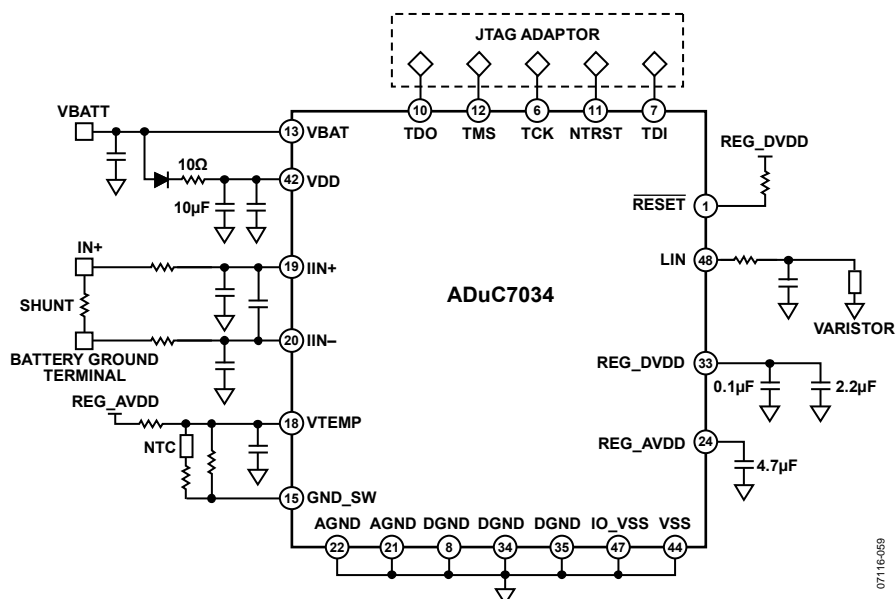 JTAG ADAPTOR
VBATT
13 VBAT
10 12 6 11 7
TDO TMS TCK NTRST TDI
REG_DVDD
10Ω
42 VDD
10µF
RESET 1
IN+
19 IIN+
LIN 48
SHUNT
ADuC7034
VARISTOR
20 IIN–
BATTERY GROUND
TERMINAL
REG_DVDD 33
0.1µF 2.2µF
REG_AVDD
18 VTEMP
REG_AVDD 24
NTC
4.7µF
15 GND_SW
AGND AGND DGND DGND DGND IO_VSS VSS
22 21 8 34 35 47 44
07116-059